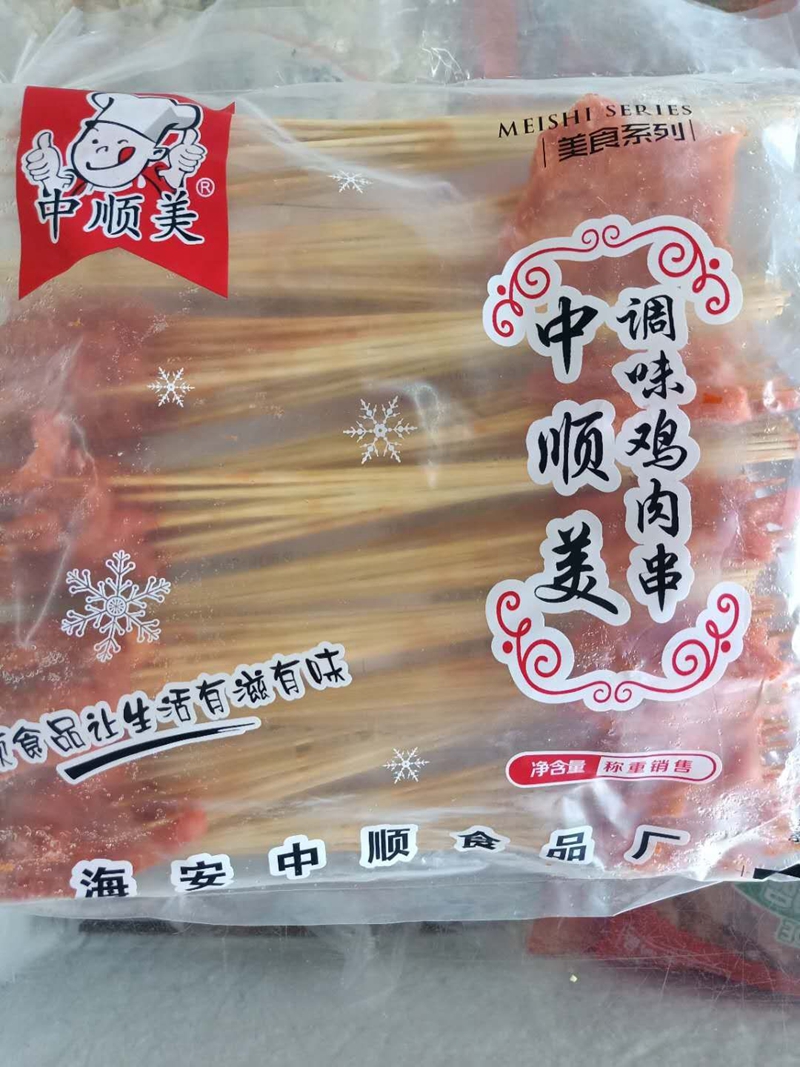 MEISHI SERIES
美食系列
中顺美®
中顺美
调味鸡肉串
食品让生活有滋有味
净含量 称重销售
海安中顺食品厂